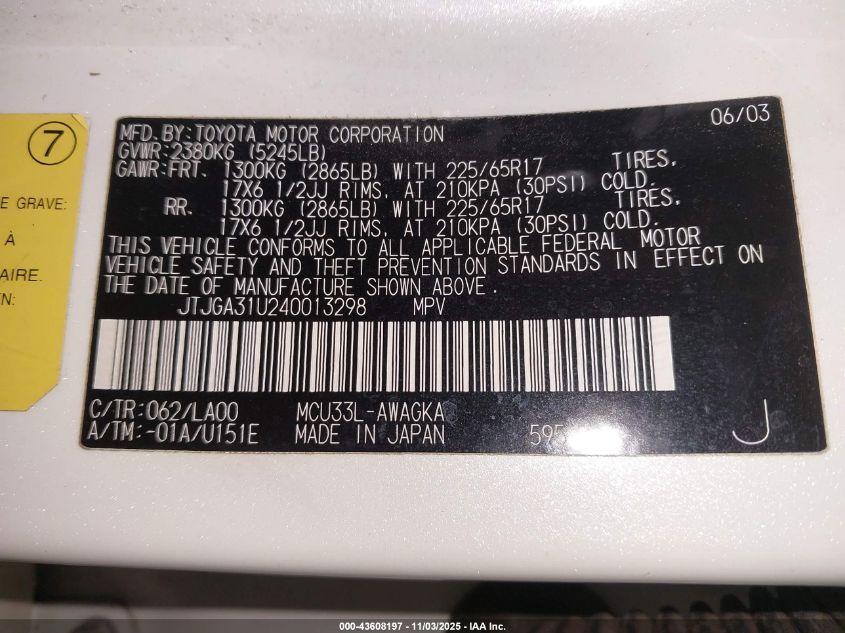 7
E GRAVE:
À
AIRE.
EN:
06/03
MFD. BY: TOYOTA MOTOR CORPORATION
GVWR: 2380KG (5245LB)
GAWR: FRT. 1300KG (2865LB) WITH 225/65R17 TIRES,
17X6 1/2JJ RIMS, AT 210KPA (30PSI) COLD.
RR. 1300KG (2865LB) WITH 225/65R17 TIRES,
17X6 1/2JJ RIMS, AT 210KPA (30PSI) COLD.
THIS VEHICLE CONFORMS TO ALL APPLICABLE FEDERAL MOTOR
VEHICLE SAFETY AND THEFT PREVENTION STANDARDS IN EFFECT ON
THE DATE OF MANUFACTURE SHOWN ABOVE.
JTJGA31U240013298 MPV
C/TR: 062/LA00 MCU33L-AWAGKA
A/TM: -01A/U151E MADE IN JAPAN
J
000-43608197 - 11/03/2025 - IAA Inc.